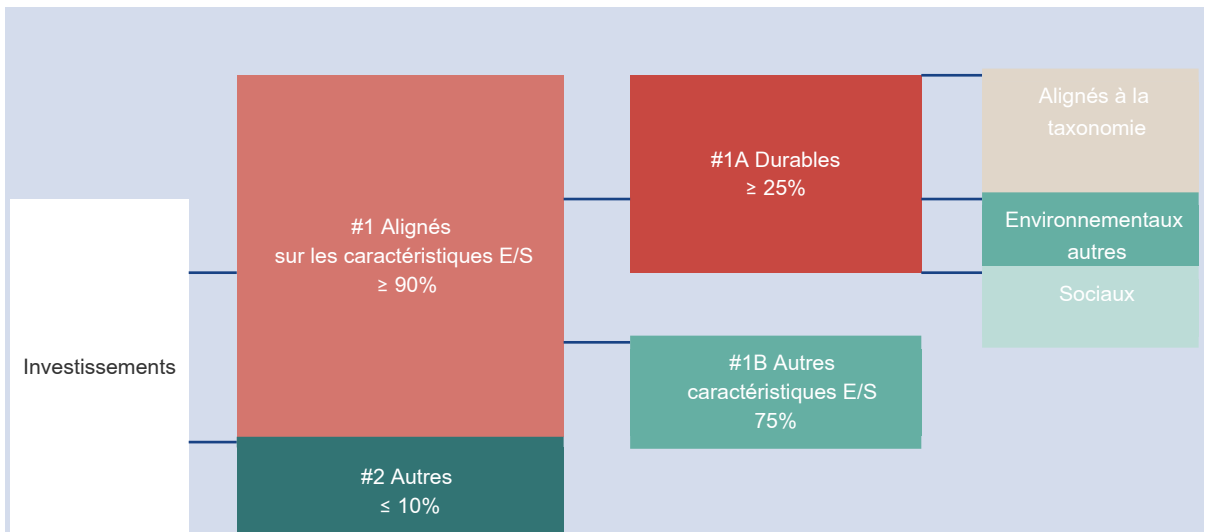 Investissements
#1 Alignés
sur les caractéristiques E/S
≥ 90%
#2 Autres
≤ 10%
#1A Durables
≥ 25%
#1B Autres
caractéristiques E/S
75%
Alignés à la
taxonomie
Environnementaux
autres
Sociaux